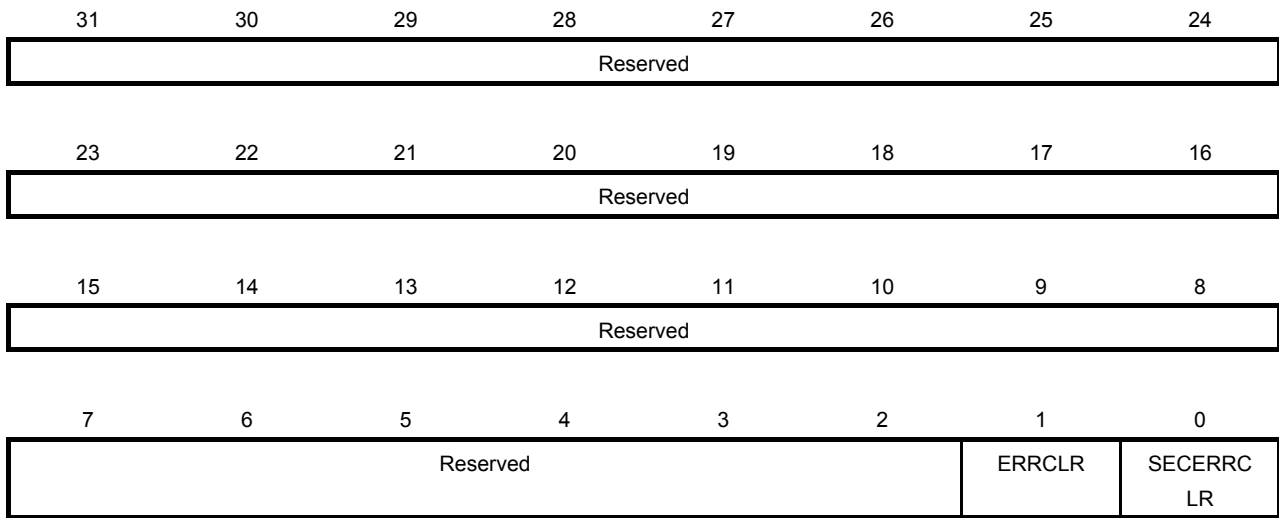 31 30 29 28 27 26 25 24
Reserved
23 22 21 20 19 18 17 16
Reserved
15 14 13 12 11 10 9 8
Reserved
7 6 5 4 3 2 1 0
Reserved ERRCLR SECERRC
LR